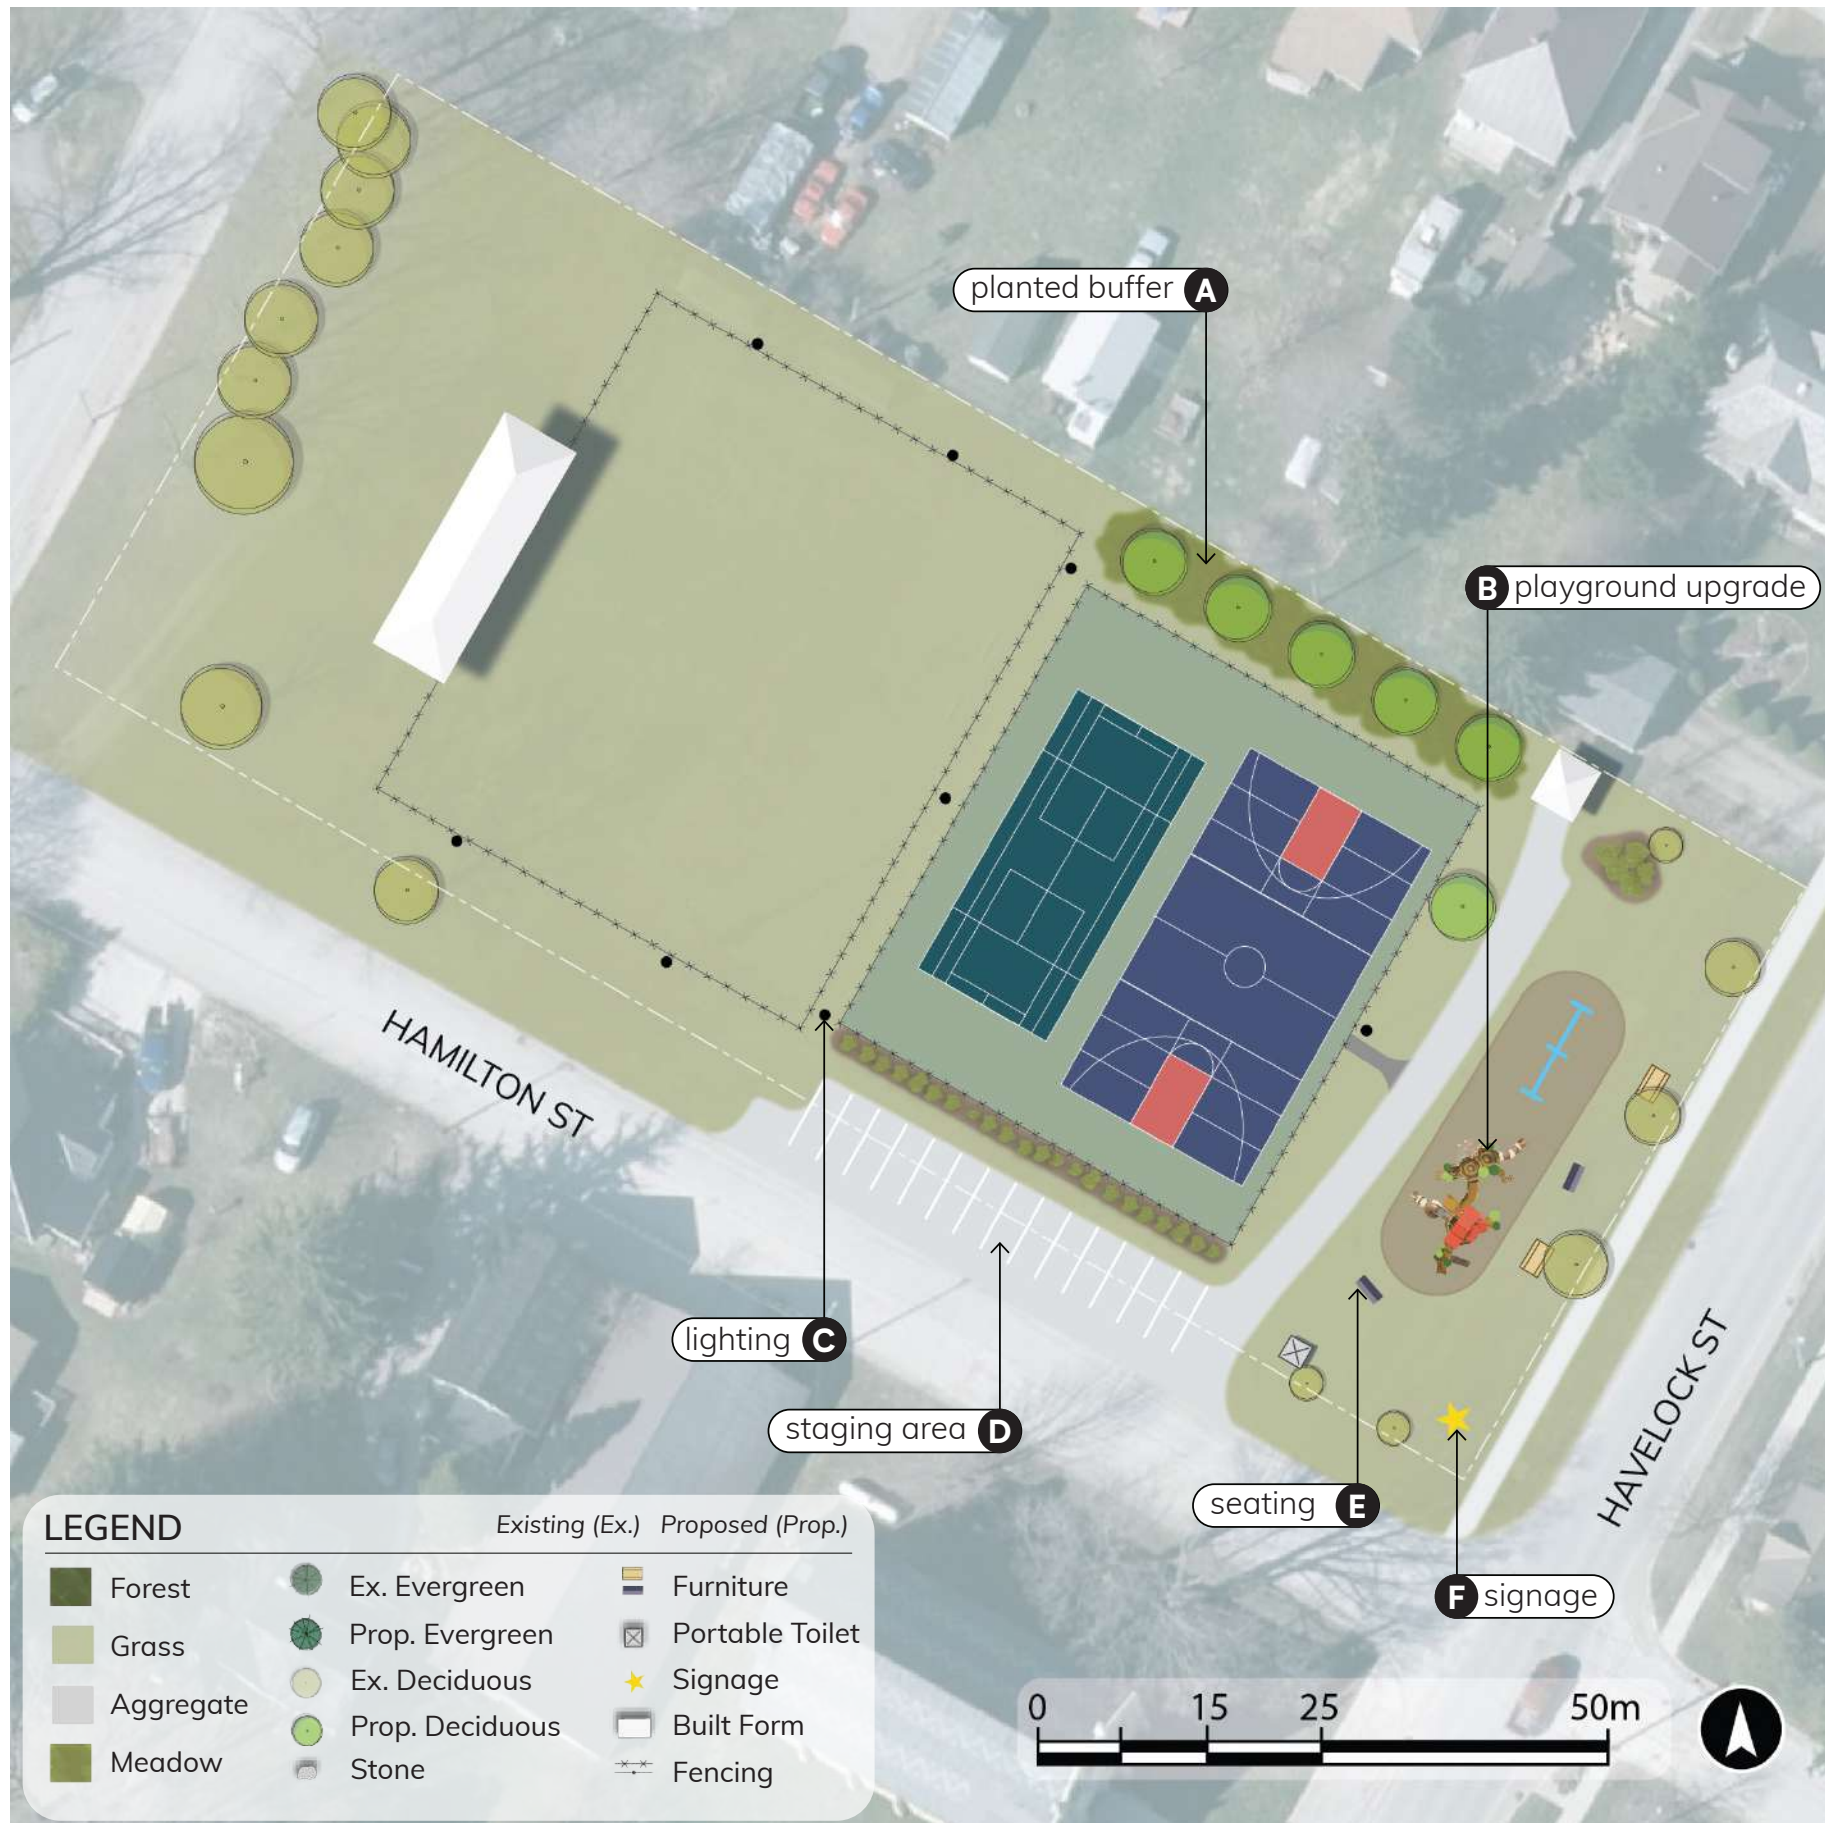 planted buffer A
B playground upgrade
HAMILTON ST
lighting C
staging area D
seating E
F signage
HAVELOCK ST
LEGEND
Existing (Ex.) Proposed (Prop.)
Forest
Grass
Aggregate
Meadow
Ex. Evergreen
Prop. Evergreen
Ex. Deciduous
Prop. Deciduous
Stone
Furniture
Portable Toilet
Signage
Built Form
Fencing
0 15 25 50m